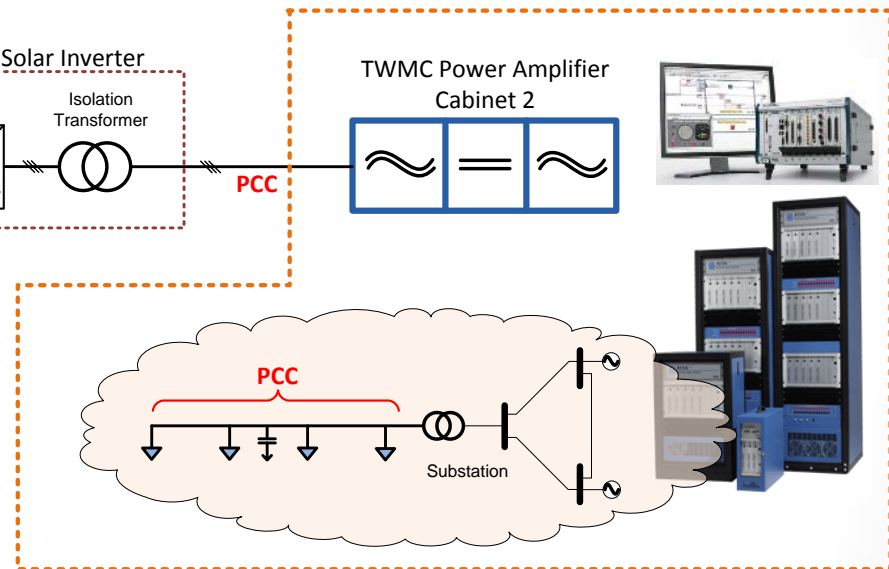 Solar Inverter
Isolation
Transformer
PCC
TWMC Power Amplifier
Cabinet 2
PCC
Substation